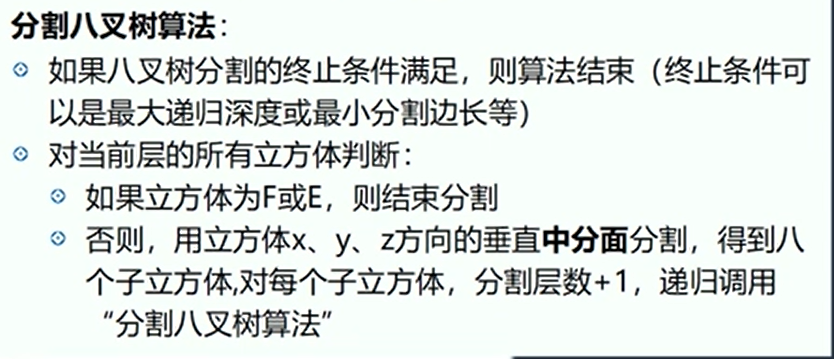 分割八叉树算法：
如果八叉树分割的终止条件满足，则算法结束（终止条件可
以是最大递归深度或最小分割边长等）
对当前层的所有立方体判断：
如果立方体为F或E，则结束分割
否则，用立方体x、y、z方向的垂直中分面分割，得到八
个子立方体,对每个子立方体，分割层数+1，递归调用
“分割八叉树算法”